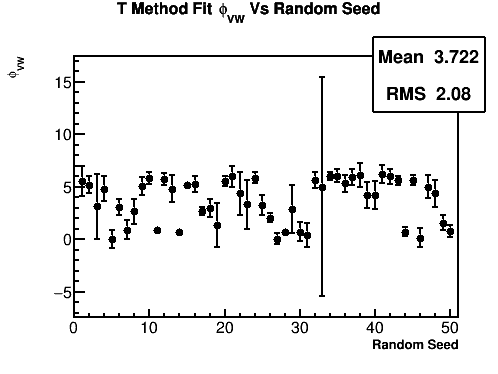 T Method Fit ϕVW Vs Random Seed
ϕVW
Mean 3.722
RMS 2.08
15
10
5
0
−5
0 10 20 30 40 50
Random Seed